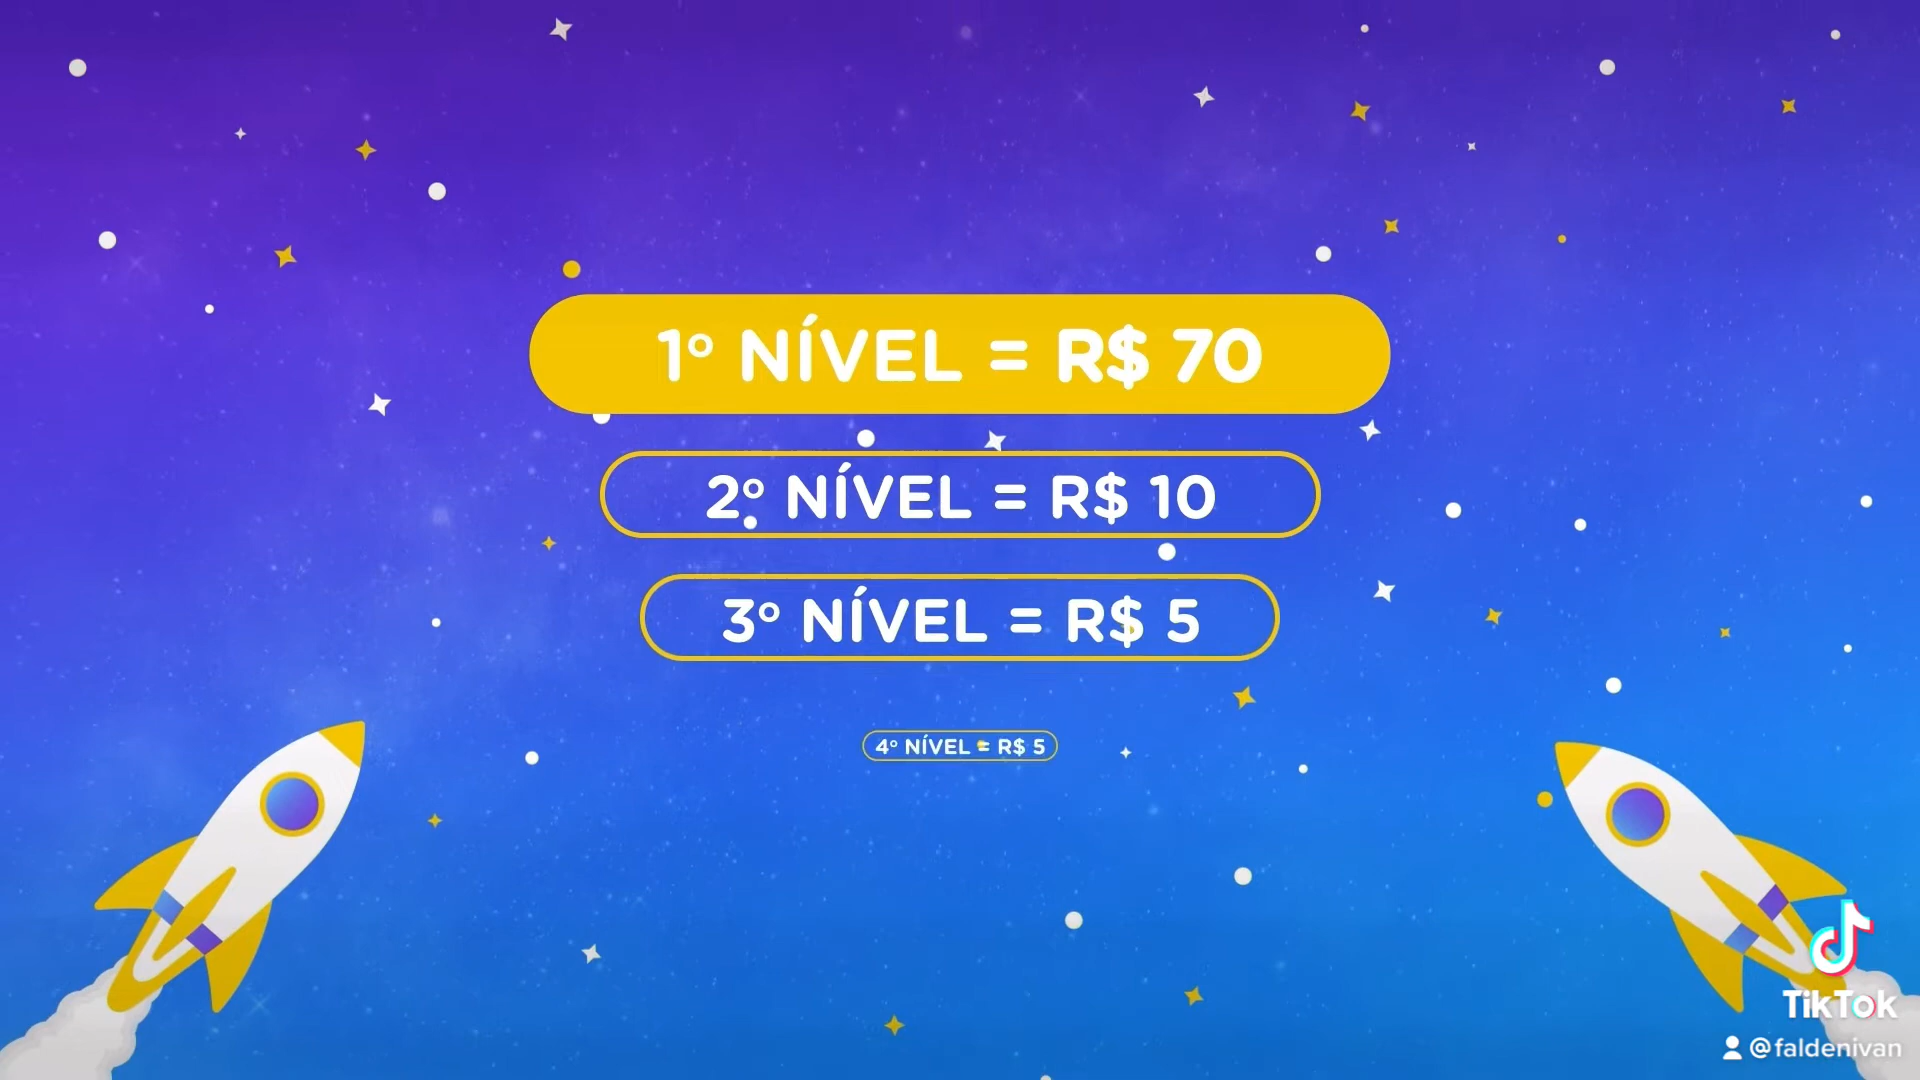 1º NÍVEL = R$ 70
2º NÍVEL = R$ 10
3º NÍVEL = R$ 5
4º NÍVEL = R$ 5
TikTok
@faldenivan